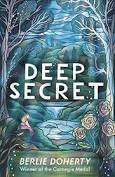 DEEP
SECRET
BERLIE DOHERTY
Winner of the Carnegie Medal